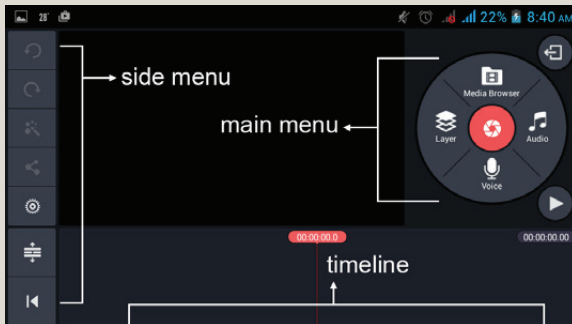 28° 22% 8:40 AM
side menu
Media Browser
main menu
Layer Audio
Voice
00:00:00.0 00:00:00.00
timeline